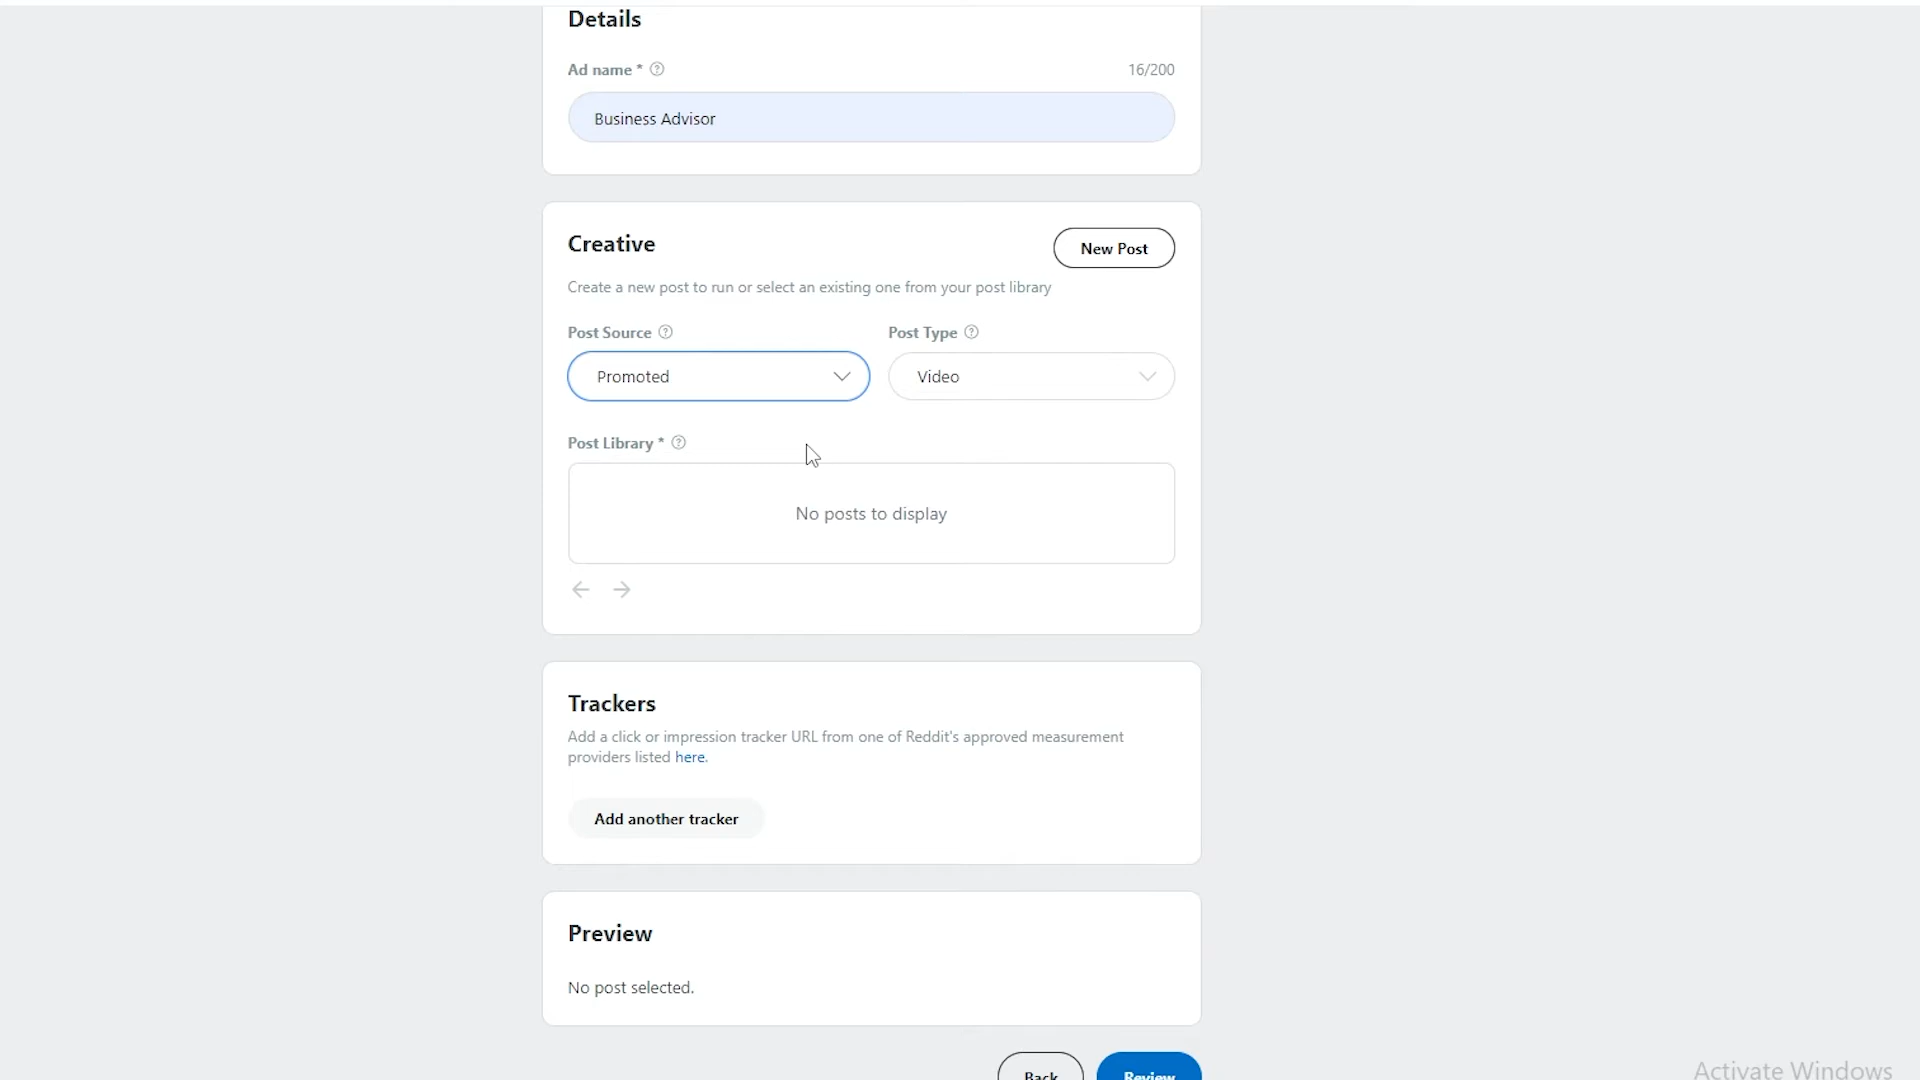 Details
Ad name * 16/200
Business Advisor
Creative
New Post
Create a new post to run or select an existing one from your post library
Post Source Post Type
Promoted Video
Post Library *
No posts to display
Trackers
Add a click or impression tracker URL from one of Reddit's approved measurement
providers listed here.
Add another tracker
Preview
No post selected.
Back Review
Activate Windows